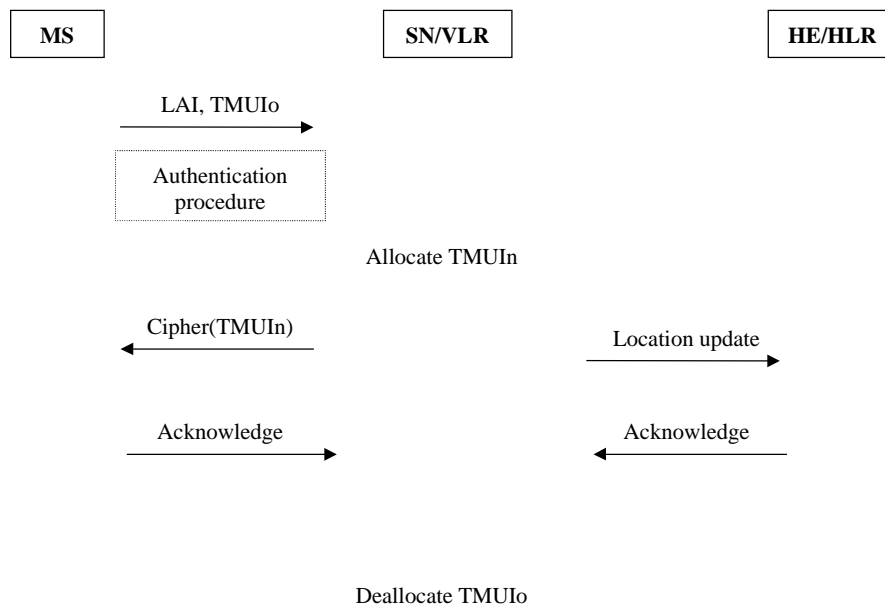 MS
SN/VLR
HE/HLR
LAI, TMUIo
Authentication
procedure
Allocate TMUIn
Cipher(TMUIn)
Location update
Acknowledge
Acknowledge
Deallocate TMUIo